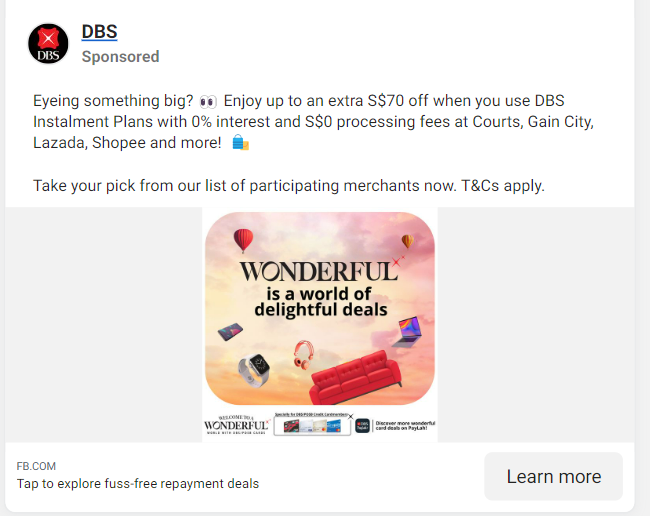 DBS
DBS
Sponsored
Eyeing something big? 👀 Enjoy up to an extra S$70 off when you use DBS
Instalment Plans with 0% interest and S$0 processing fees at Courts, Gain City,
Lazada, Shopee and more! 🛍️
Take your pick from our list of participating merchants now. T&Cs apply.
WONDERFUL
is a world of
delightful deals
WELCOME TO A
WONDERFUL
WORLD WITH DBS/POSB CARDS
Specially for DBS/POSB Credit Cardmembers
DBS
PayLah!
Discover more wonderful
card deals on PayLah!
FB.COM
Tap to explore fuss-free repayment deals
Learn more